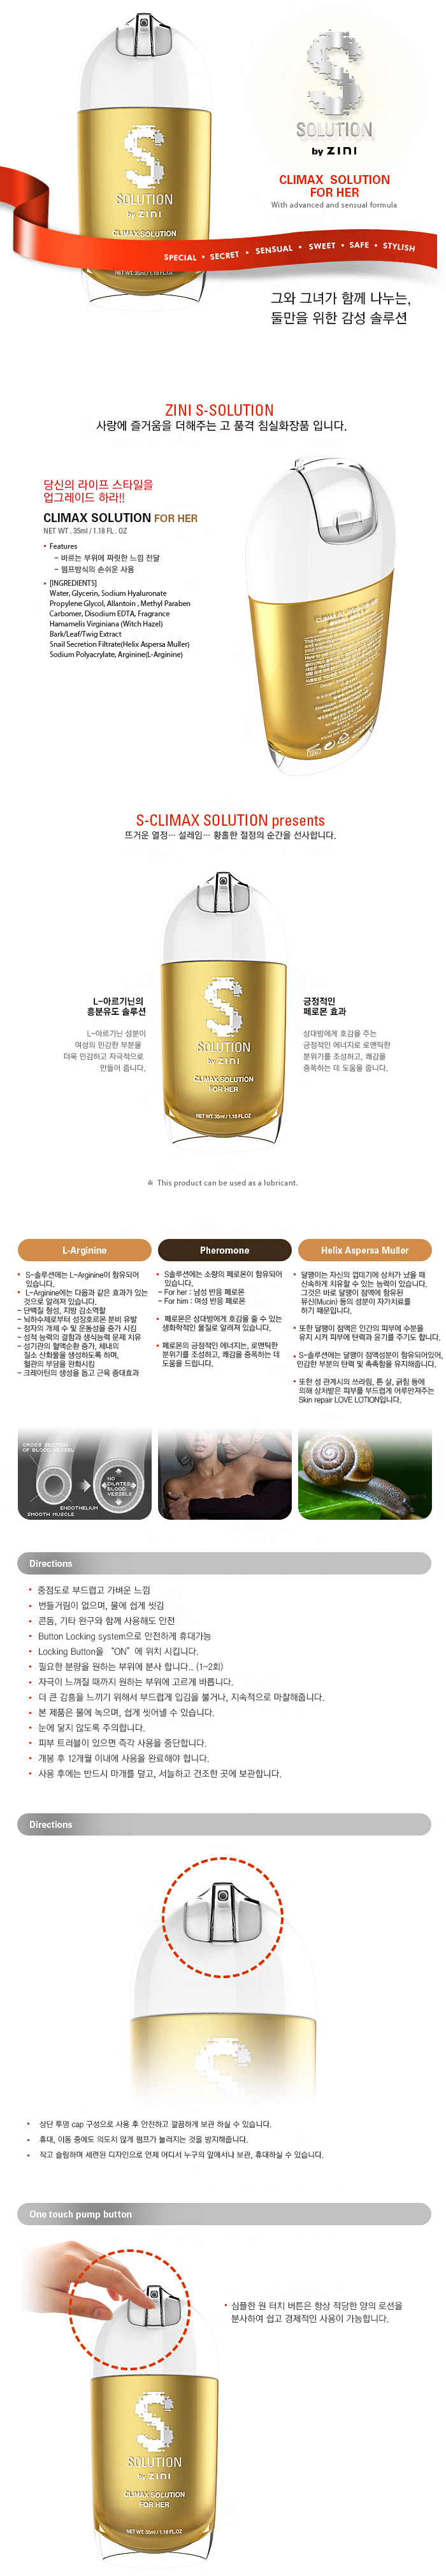 S
SOLUTION
by ZINI
CLIMAX SOLUTION
NET WT. 35ml / 1.18 FL.OZ
S
SOLUTION
by ZINI
CLIMAX SOLUTION
FOR HER
With advanced and sensual formula
SPECIAL • SECRET • SENSUAL • SWEET • SAFE • STYLISH
그와 그녀가 함께 나누는,
둘만을 위한 감성 솔루션
ZINI S-SOLUTION
사랑에 즐거움을 더해주는 고 품격 침실화장품 입니다.
당신의 라이프 스타일을
업그레이드 하라!!
CLIMAX SOLUTION FOR HER
NET WT . 35ml / 1.18 FL . OZ
• Features
– 바르는 부위에 짜릿한 느낌 전달
– 펌프방식의 손쉬운 사용
• [INGREDIENTS]
Water, Glycerin, Sodium Hyaluronate
Propylene Glycol, Allantoin , Methyl Paraben
Carbomer, Disodium EDTA, Fragrance
Hamamelis Virginiana (Witch Hazel)
Bark/Leaf/Twig Extract
Snail Secretion Filtrate(Helix Aspersa Muller)
Sodium Polyacrylate, Arginine(L-Arginine)
S-CLIMAX SOLUTION presents
뜨거운 열정··· 설레임··· 황홀한 절정의 순간을 선사합니다.
L-아르기닌의
흥분유도 솔루션
L-아르기닌 성분이
여성의 민감한 부분을
더욱 민감하고 자극적으로
만들어 줍니다.
S
SOLUTION
by ZINI
CLIMAX SOLUTION
FOR HER
NET WT. 35ml / 1.18 FL.OZ
긍정적인
페로몬 효과
상대방에게 호감을 주는
긍정적인 에너지로 로맨틱한
분위기를 조성하고, 쾌감을
증폭하는 데 도움을 줍니다.
※ This product can be used as a lubricant.
L-Arginine
• S-솔루션에는 L-Arginine이 함유되어
있습니다.
• L-Arginine에는 다음과 같은 효과가 있는
것으로 알려져 있습니다.
– 단백질 형성, 지방 감소역할
– 뇌하수체로부터 성장호르몬 분비 유발
– 정자의 개체 수 및 운동성을 증가 시킴
– 성적 능력의 결함과 생식능력 문제 치유
– 성기관의 혈액순환 증가, 체내의
질소 산화물을 생성하도록 하며,
혈관의 부담을 완화시킴
– 크레아틴의 생성을 돕고 근육 증대효과
Pheromone
• S솔루션에는 소량의 페로몬이 함유되어
있습니다.
– For her : 남성 반응 페로몬
– For him : 여성 반응 페로몬
• 페로몬은 상대방에게 호감을 줄 수 있는
생화학적인 물질로 알려져 있습니다.
• 페로몬의 긍정적인 에너지는, 로맨틱한
분위기를 조성하고, 쾌감을 증폭하는 데
도움을 드립니다.
Helix Aspersa Muller
• 달팽이는 자신의 껍데기에 상처가 났을 때
신속하게 치유할 수 있는 능력이 있습니다.
그것은 바로 달팽이 점액에 함유된
뮤신(Mucin) 등의 성분이 자가치료를
하기 때문입니다.
• 또한 달팽이 점액은 인간의 피부에 수분을
유지 시켜 피부에 탄력과 윤기를 주기도 합니다.
• S-솔루션에는 달팽이 점액성분이 함유되어있어,
민감한 부분의 탄력 및 촉촉함을 유지해줍니다.
• 또한 성 관계시의 쓰라림, 튼 살, 긁힘 등에
의해 상처받은 피부를 부드럽게 어루만져주는
Skin repair LOVE LOTION입니다.
CROSS SECTION
OF BLOOD VESSEL
NO
DILATES
BLOOD
VESSELS
ENDOTHELIUM
SMOOTH MUSCLE
Directions
• 중점도로 부드럽고 가벼운 느낌
• 번들거림이 없으며, 물에 쉽게 씻김
• 콘돔, 기타 완구와 함께 사용해도 안전
• Button Locking system으로 안전하게 휴대가능
• Locking Button을 “ON”에 위치 시킵니다.
• 필요한 분량을 원하는 부위에 분사 합니다.. (1-2회)
• 자극이 느껴질 때까지 원하는 부위에 고르게 바릅니다.
• 더 큰 감흥을 느끼기 위해서 부드럽게 입김을 불거나, 지속적으로 마찰해줍니다.
• 본 제품은 물에 녹으며, 쉽게 씻어낼 수 있습니다.
• 눈에 닿지 않도록 주의합니다.
• 피부 트러블이 있으면 즉각 사용을 중단합니다.
• 개봉 후 12개월 이내에 사용을 완료해야 합니다.
• 사용 후에는 반드시 마개를 덮고, 서늘하고 건조한 곳에 보관합니다.
Directions
• 상단 투명 cap 구성으로 사용 후 안전하고 깔끔하게 보관 하실 수 있습니다.
• 휴대, 이동 중에도 의도치 않게 펌프가 눌려지는 것을 방지해줍니다.
• 작고 슬림하며 세련된 디자인으로 언제 어디서 누구의 앞에서나 보관, 휴대하실 수 있습니다.
One touch pump button
• 심플한 원 터치 버튼은 항상 적당한 양의 로션을
분사하여 쉽고 경제적인 사용이 가능합니다.
S
SOLUTION
by ZINI
CLIMAX SOLUTION
FOR HER
NET WT. 35ml / 1.18 FL.OZ